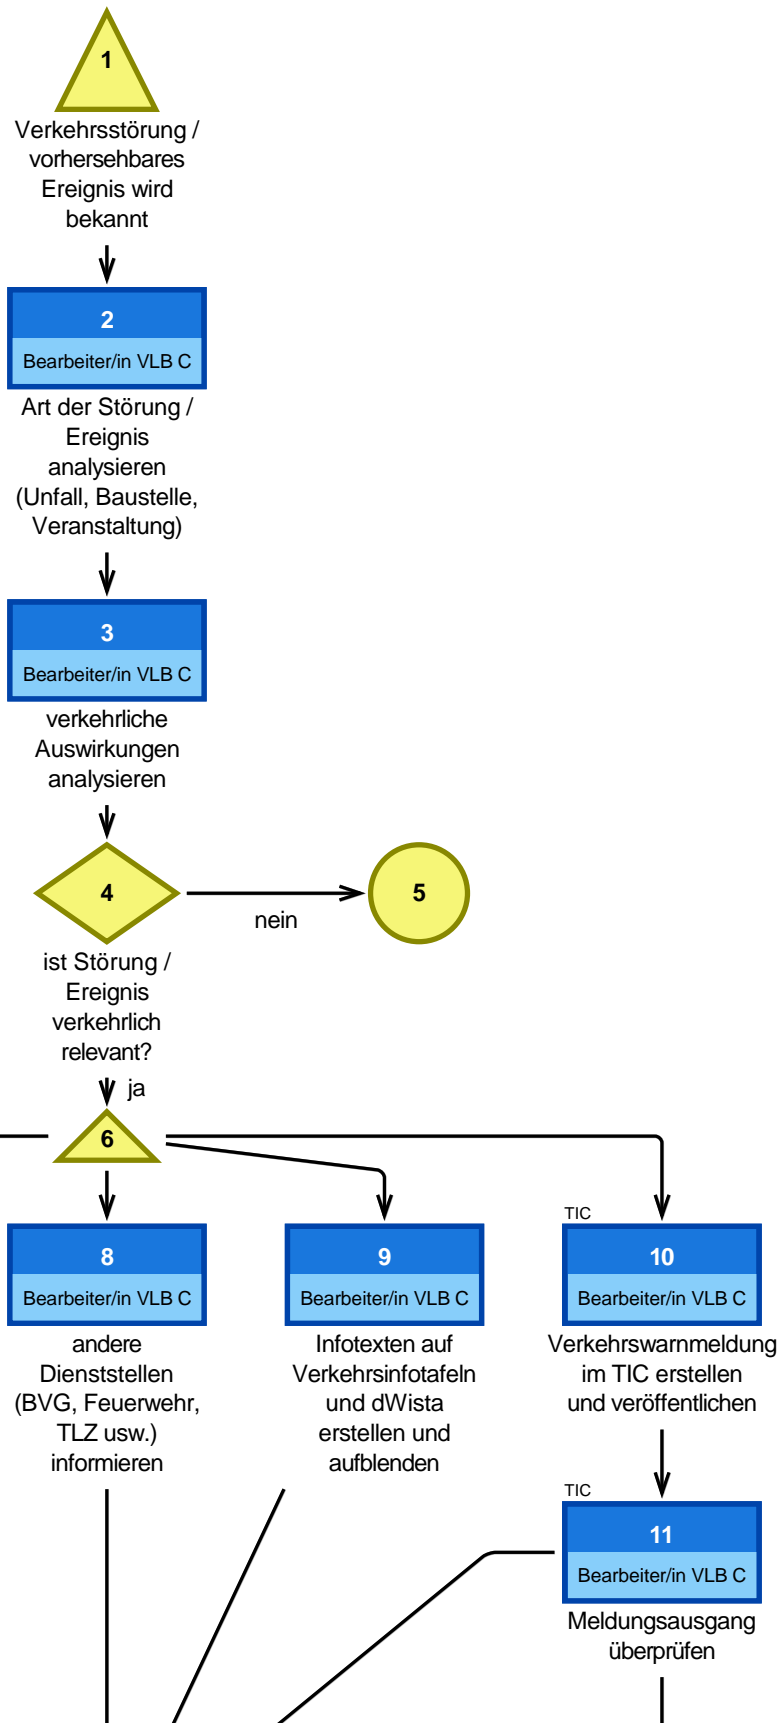 1
Verkehrsstörung /
vorhersehbares
Ereignis wird
bekannt
2
Bearbeiter/in VLB C
Art der Störung /
Ereignis
analysieren
(Unfall, Baustelle,
Veranstaltung)
3
Bearbeiter/in VLB C
verkehrliche
Auswirkungen
analysieren
4
nein
5
ist Störung /
Ereignis
verkehrlich
relevant?
ja
6
8
Bearbeiter/in VLB C
andere
Dienststellen
(BVG, Feuerwehr,
TLZ usw.)
informieren
9
Bearbeiter/in VLB C
Infotexten auf
Verkehrsinfotafeln
und dWista
erstellen und
aufblenden
TIC
10
Bearbeiter/in VLB C
Verkehrswarnmeldung
im TIC erstellen
und veröffentlichen
TIC
11
Bearbeiter/in VLB C
Meldungsausgang
überprüfen